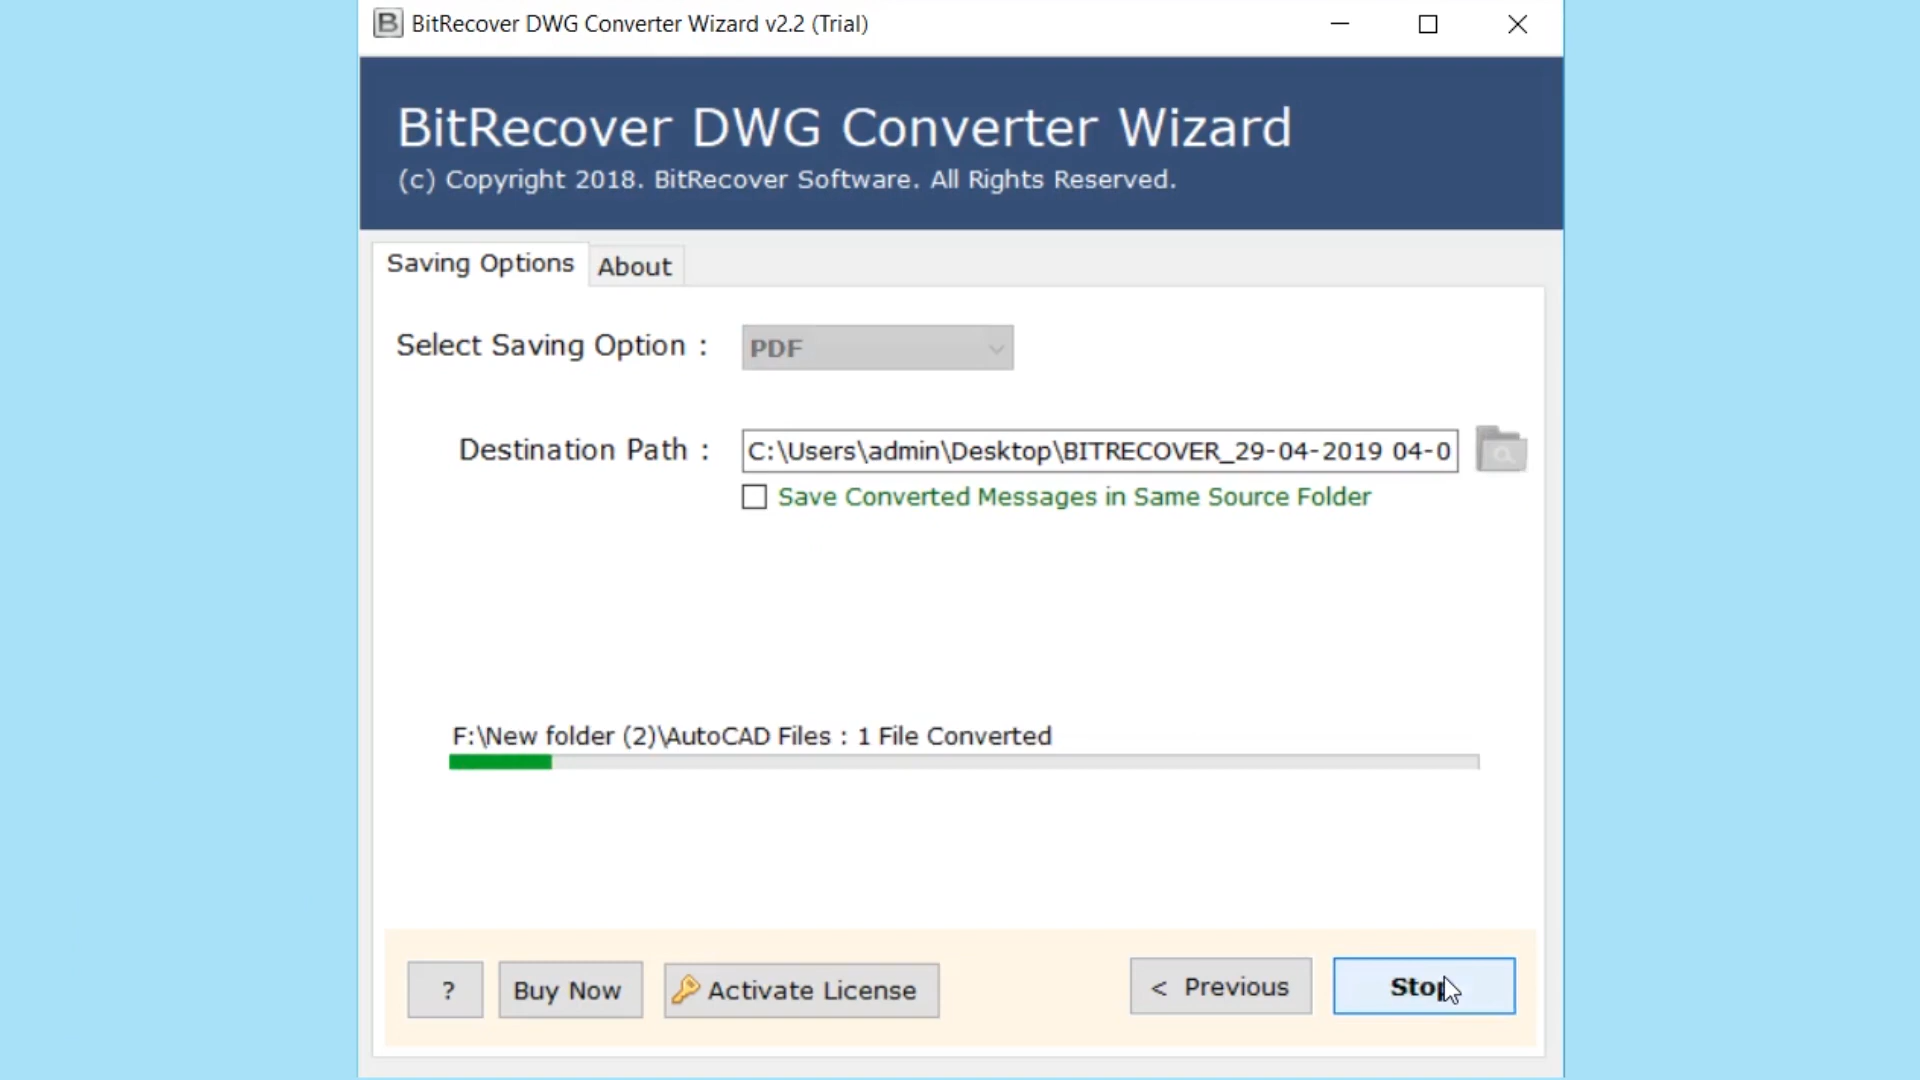 BitRecover DWG Converter Wizard v2.2 (Trial)
BitRecover DWG Converter Wizard
(c) Copyright 2018. BitRecover Software. All Rights Reserved.
Saving Options
About
Select Saving Option :
PDF
Destination Path :
C:\Users\admin\Desktop\BITRECOVER_29-04-2019 04-0
Save Converted Messages in Same Source Folder
F:\New folder (2)\AutoCAD Files : 1 File Converted
?
Buy Now
Activate License
< Previous
Stop